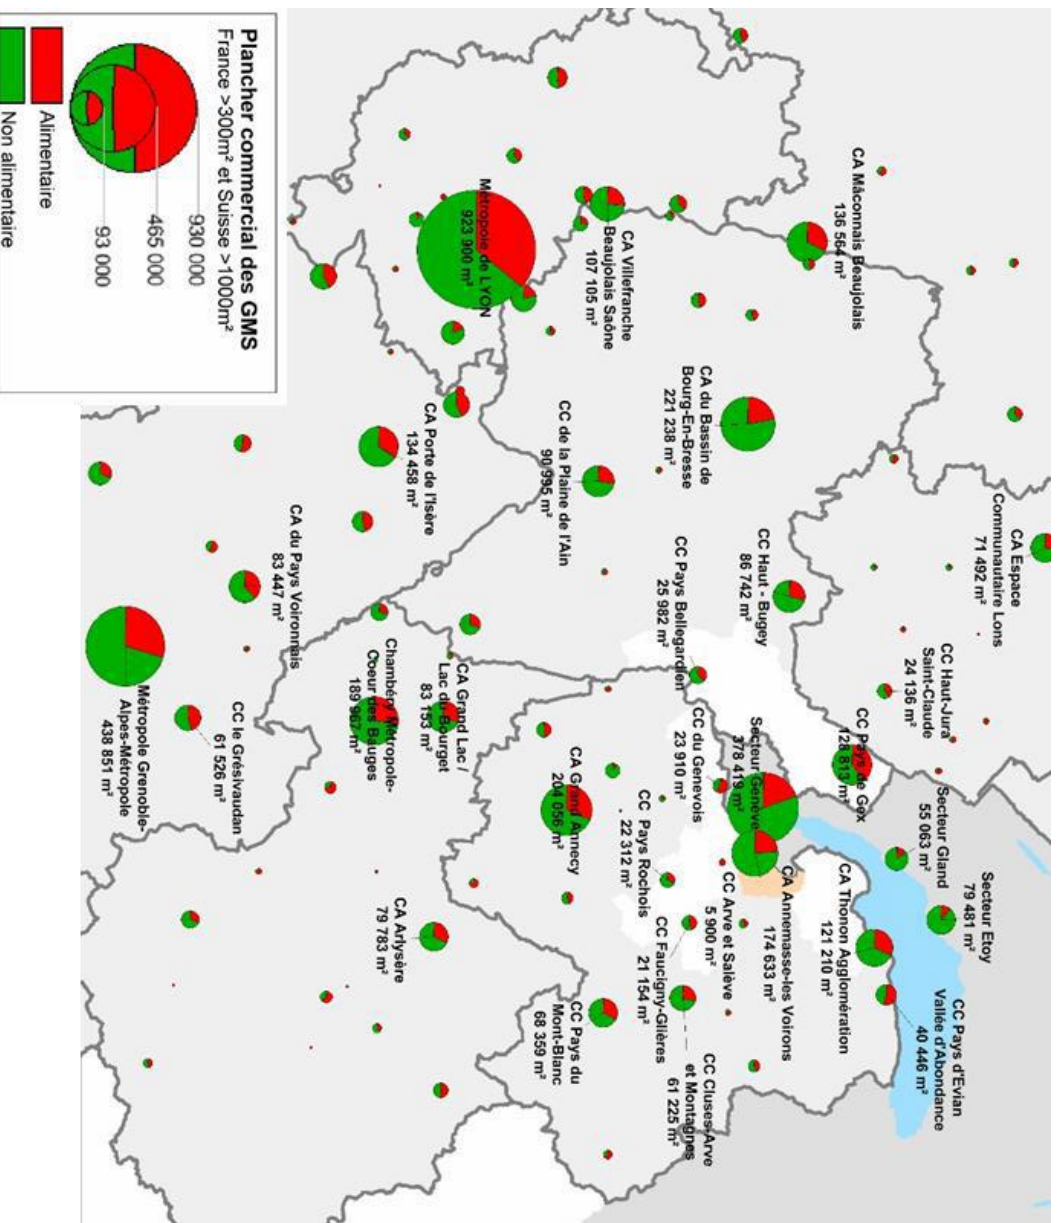 Plancher commercial des GMS
France >300m² et Suisse >1000m²
930 000
465 000
93 000
Alimentaire
Non alimentaire
CA Mâconnais Beaujolais
136 564 m²
CA Espace
Communautaire Lons
71 492 m²
CC Haut-Jura
Saint-Claude
24 136 m²
Secteur Gland
55 063 m²
Secteur Etoy
79 481 m²
CC Pays d'Evian
Vallée d'Abondance
40 446 m²
CC Pays de Gex
128 813 m²
CA Thonon Agglomération
121 210 m²
CC Haut - Bugey
86 742 m²
Secteur Genève
378 419 m²
CA Annemasse-les Voirons
174 633 m²
CA du Bassin de
Bourg-En-Bresse
221 238 m²
CC Pays Bellegardien
25 982 m²
CC du Genevois
23 910 m²
CC Arve et Salève
5 900 m²
CC Cluses-Arve
et Montagnes
61 225 m²
CA Villefranche
Beaujolais Saône
107 105 m²
CC Pays Rochois
22 312 m²
CC Faucigny-Glières
21 154 m²
CC de la Plaine de l'Ain
90 995 m²
CA Grand Annecy
204 056 m²
CC Pays du
Mont-Blanc
68 359 m²
Métropole de LYON
923 900 m²
CA Grand Lac /
Lac du Bourget
83 153 m²
CA Porte de l'Isère
134 458 m²
Chambéry Métropole-
Coeur des Bauges
189 967 m²
CA Arlysère
79 783 m²
CA du Pays Voironnais
83 447 m²
CC le Grésivaudan
61 526 m²
Métropole Grenoble-
Alpes-Métropole
438 851 m²